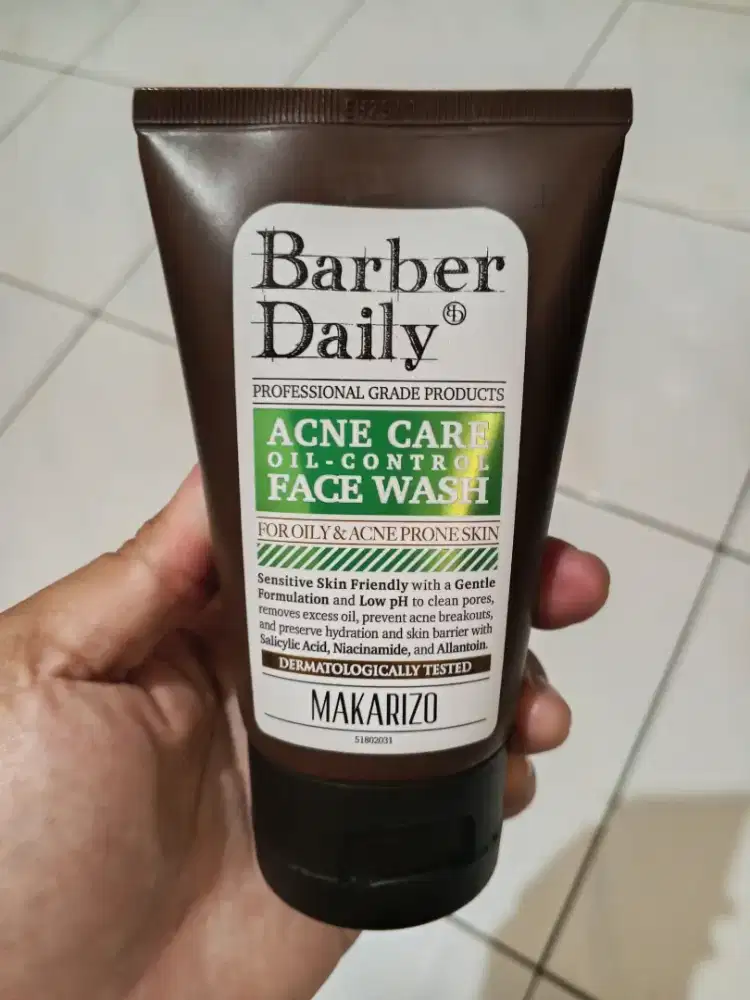 Barber
Daily
PROFESSIONAL GRADE PRODUCTS
ACNE CARE
OIL-CONTROL
FACE WASH
FOR OILY & ACNE PRONE SKIN
Sensitive Skin Friendly with a Gentle
Formulation and Low pH to clean pores,
removes excess oil, prevent acne breakouts,
and preserve hydration and skin barrier with
Salicylic Acid, Niacinamide, and Allantoin.
DERMATOLOGICALLY TESTED
MAKARIZO
51802031